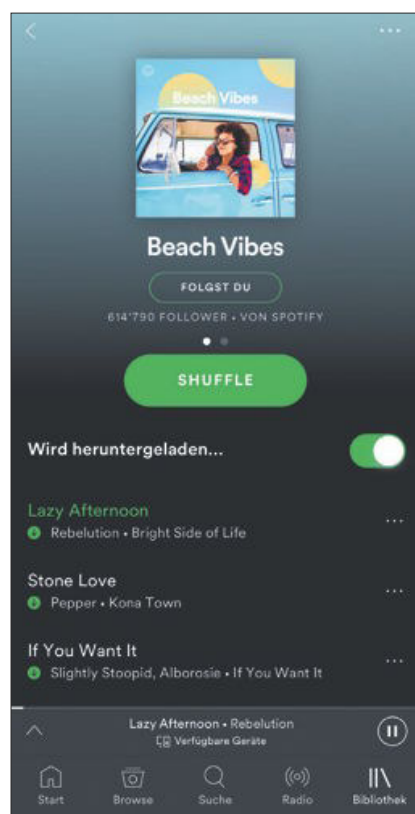 Beach Vibes
Beach Vibes
FOLGST DU
614'790 FOLLOWER • VON SPOTIFY
SHUFFLE
Wird heruntergeladen...
Lazy Afternoon
Rebelution • Bright Side of Life
Stone Love
Pepper • Kona Town
If You Want It
Slightly Stoopid, Alborosie • If You Want It
Lazy Afternoon • Rebelution
Verfügbare Geräte
Start Browse Suche Radio Bibliothek